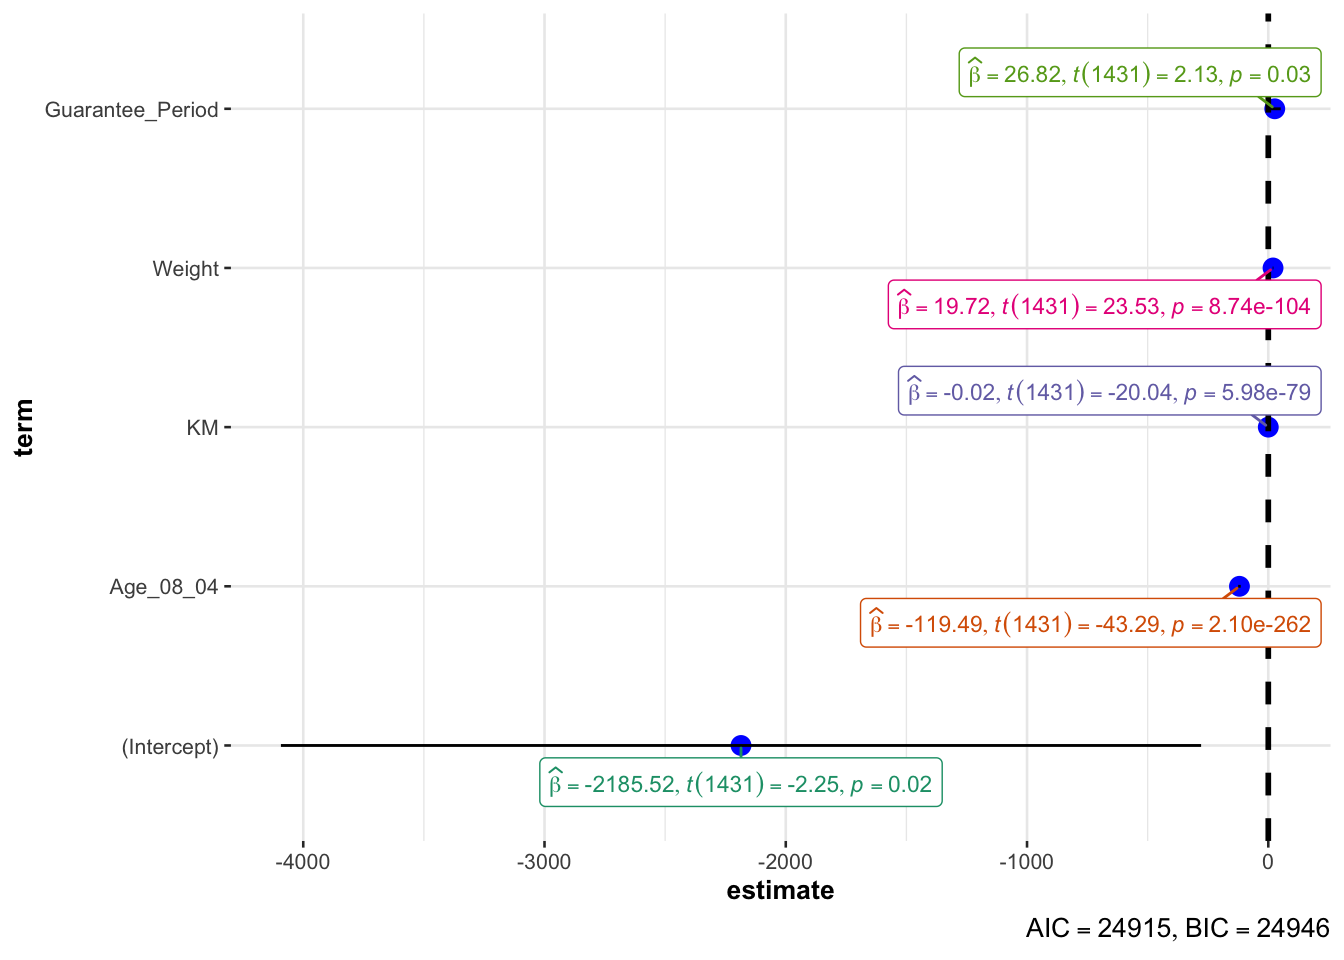 β̂ = 26.82, t(1431) = 2.13, p = 0.03
Guarantee_Period
Weight
β̂ = 19.72, t(1431) = 23.53, p = 8.74e-104
β̂ = -0.02, t(1431) = -20.04, p = 5.98e-79
KM
term
Age_08_04
β̂ = -119.49, t(1431) = -43.29, p = 2.10e-262
(Intercept)
β̂ = -2185.52, t(1431) = -2.25, p = 0.02
-4000 -3000 -2000 -1000 0
estimate
AIC = 24915, BIC = 24946